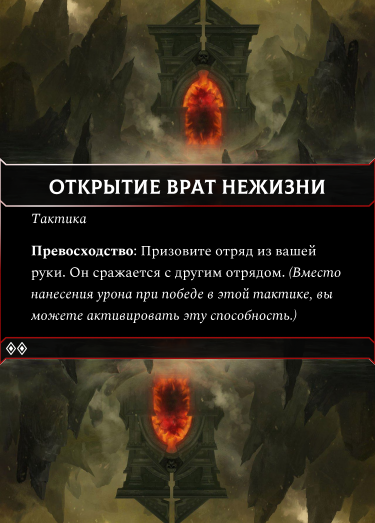 ОТКРЫТИЕ ВРАТ НЕЖИЗНИ
Тактика
Превосходство: Призовите отряд из вашей
руки. Он сражается с другим отрядом. (Вместо
нанесения урона при победе в этой тактике, вы
можете активировать эту способность.)